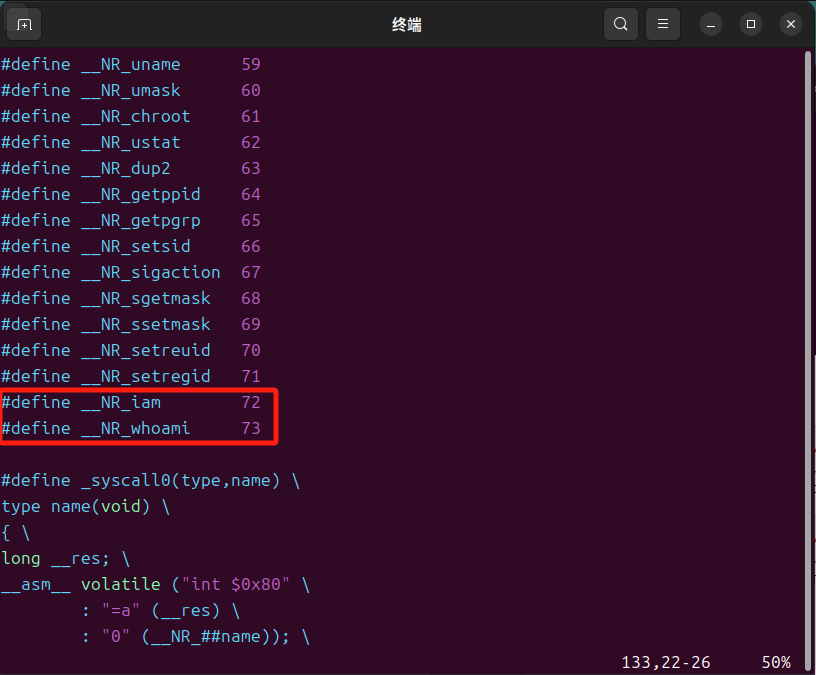 终端
#define __NR_uname      59
#define __NR_umask      60
#define __NR_chroot     61
#define __NR_ustat      62
#define __NR_dup2       63
#define __NR_getppid    64
#define __NR_getpgrp    65
#define __NR_setsid     66
#define __NR_sigaction  67
#define __NR_sgetmask   68
#define __NR_ssetmask   69
#define __NR_setreuid   70
#define __NR_setregid   71
#define __NR_iam        72
#define __NR_whoami     73
#define _syscall0(type,name) \
type name(void) \
{ \
long __res; \
__asm__ volatile ("int $0x80" \
        : "=a" (__res) \
        : "0" (__NR_##name)); \
133,22-26     50%